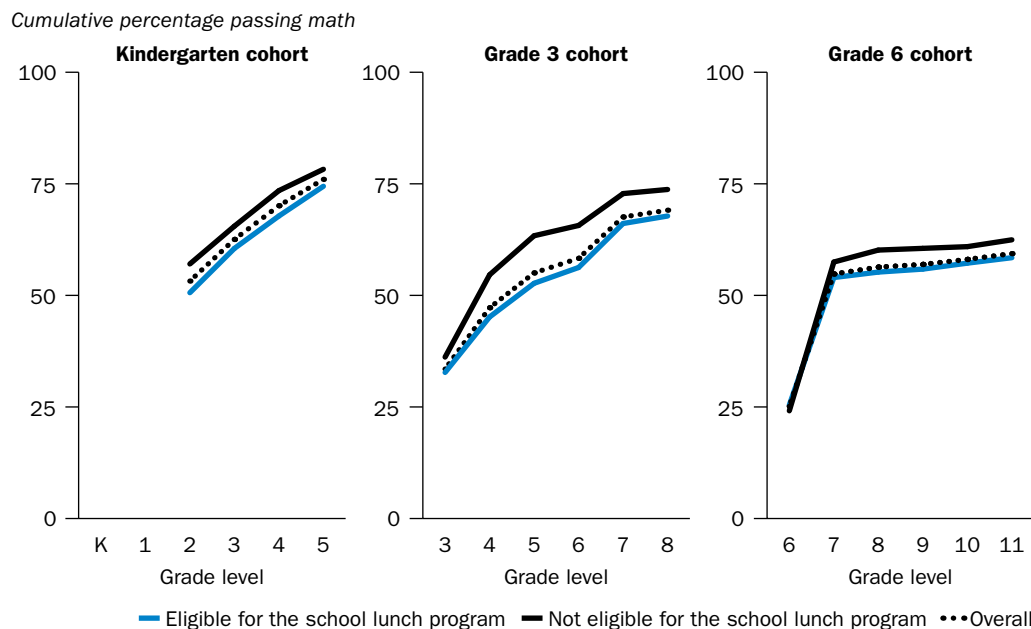 Cumulative percentage passing math
Kindergarten cohort
100
75
50
25
0
K 1 2 3 4 5
Grade level
Grade 3 cohort
100
75
50
25
0
3 4 5 6 7 8
Grade level
Grade 6 cohort
100
75
50
25
0
6 7 8 9 10 11
Grade level
Eligible for the school lunch program Not eligible for the school lunch program Overall